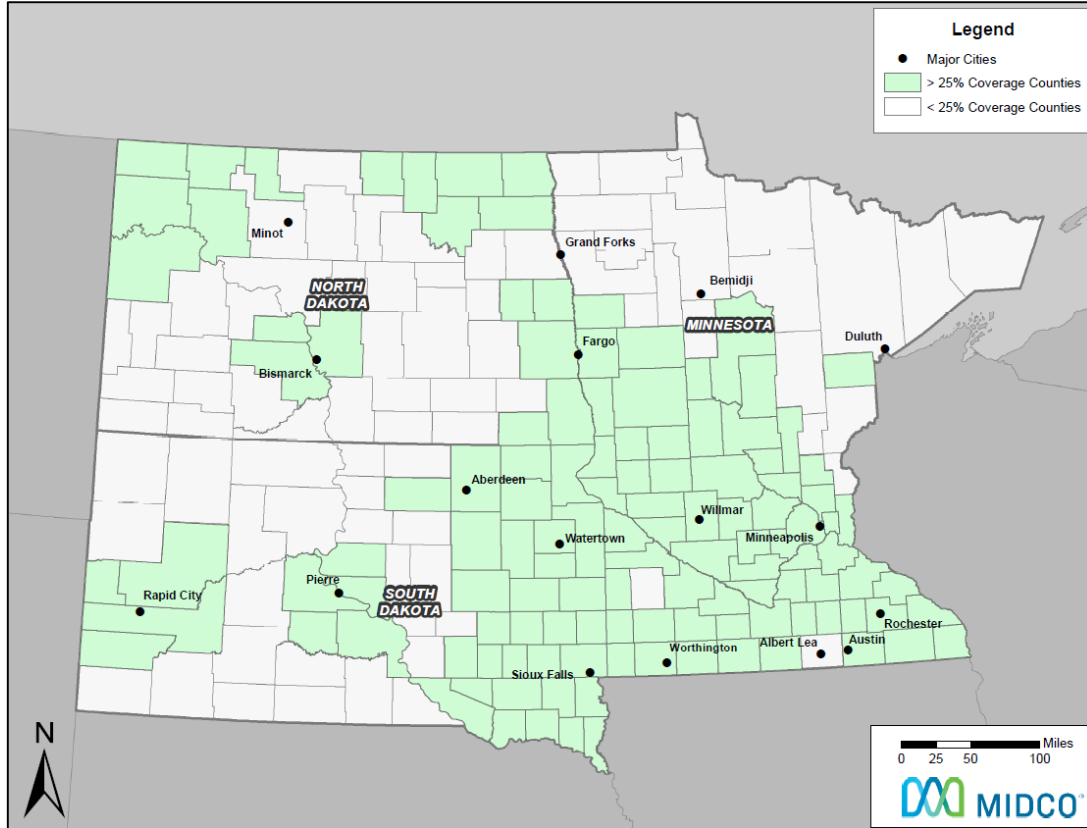 Legend
Major Cities
> 25% Coverage Counties
< 25% Coverage Counties
Minot
Grand Forks
Bemidji
NORTH
DAKOTA
MINNESOTA
Duluth
Fargo
Bismarck
Aberdeen
Willmar
Watertown
Minneapolis
Pierre
Rapid City
SOUTH
DAKOTA
Rochester
Albert Lea
Austin
Worthington
Sioux Falls
N
Miles
0 25 50 100
MIDCO